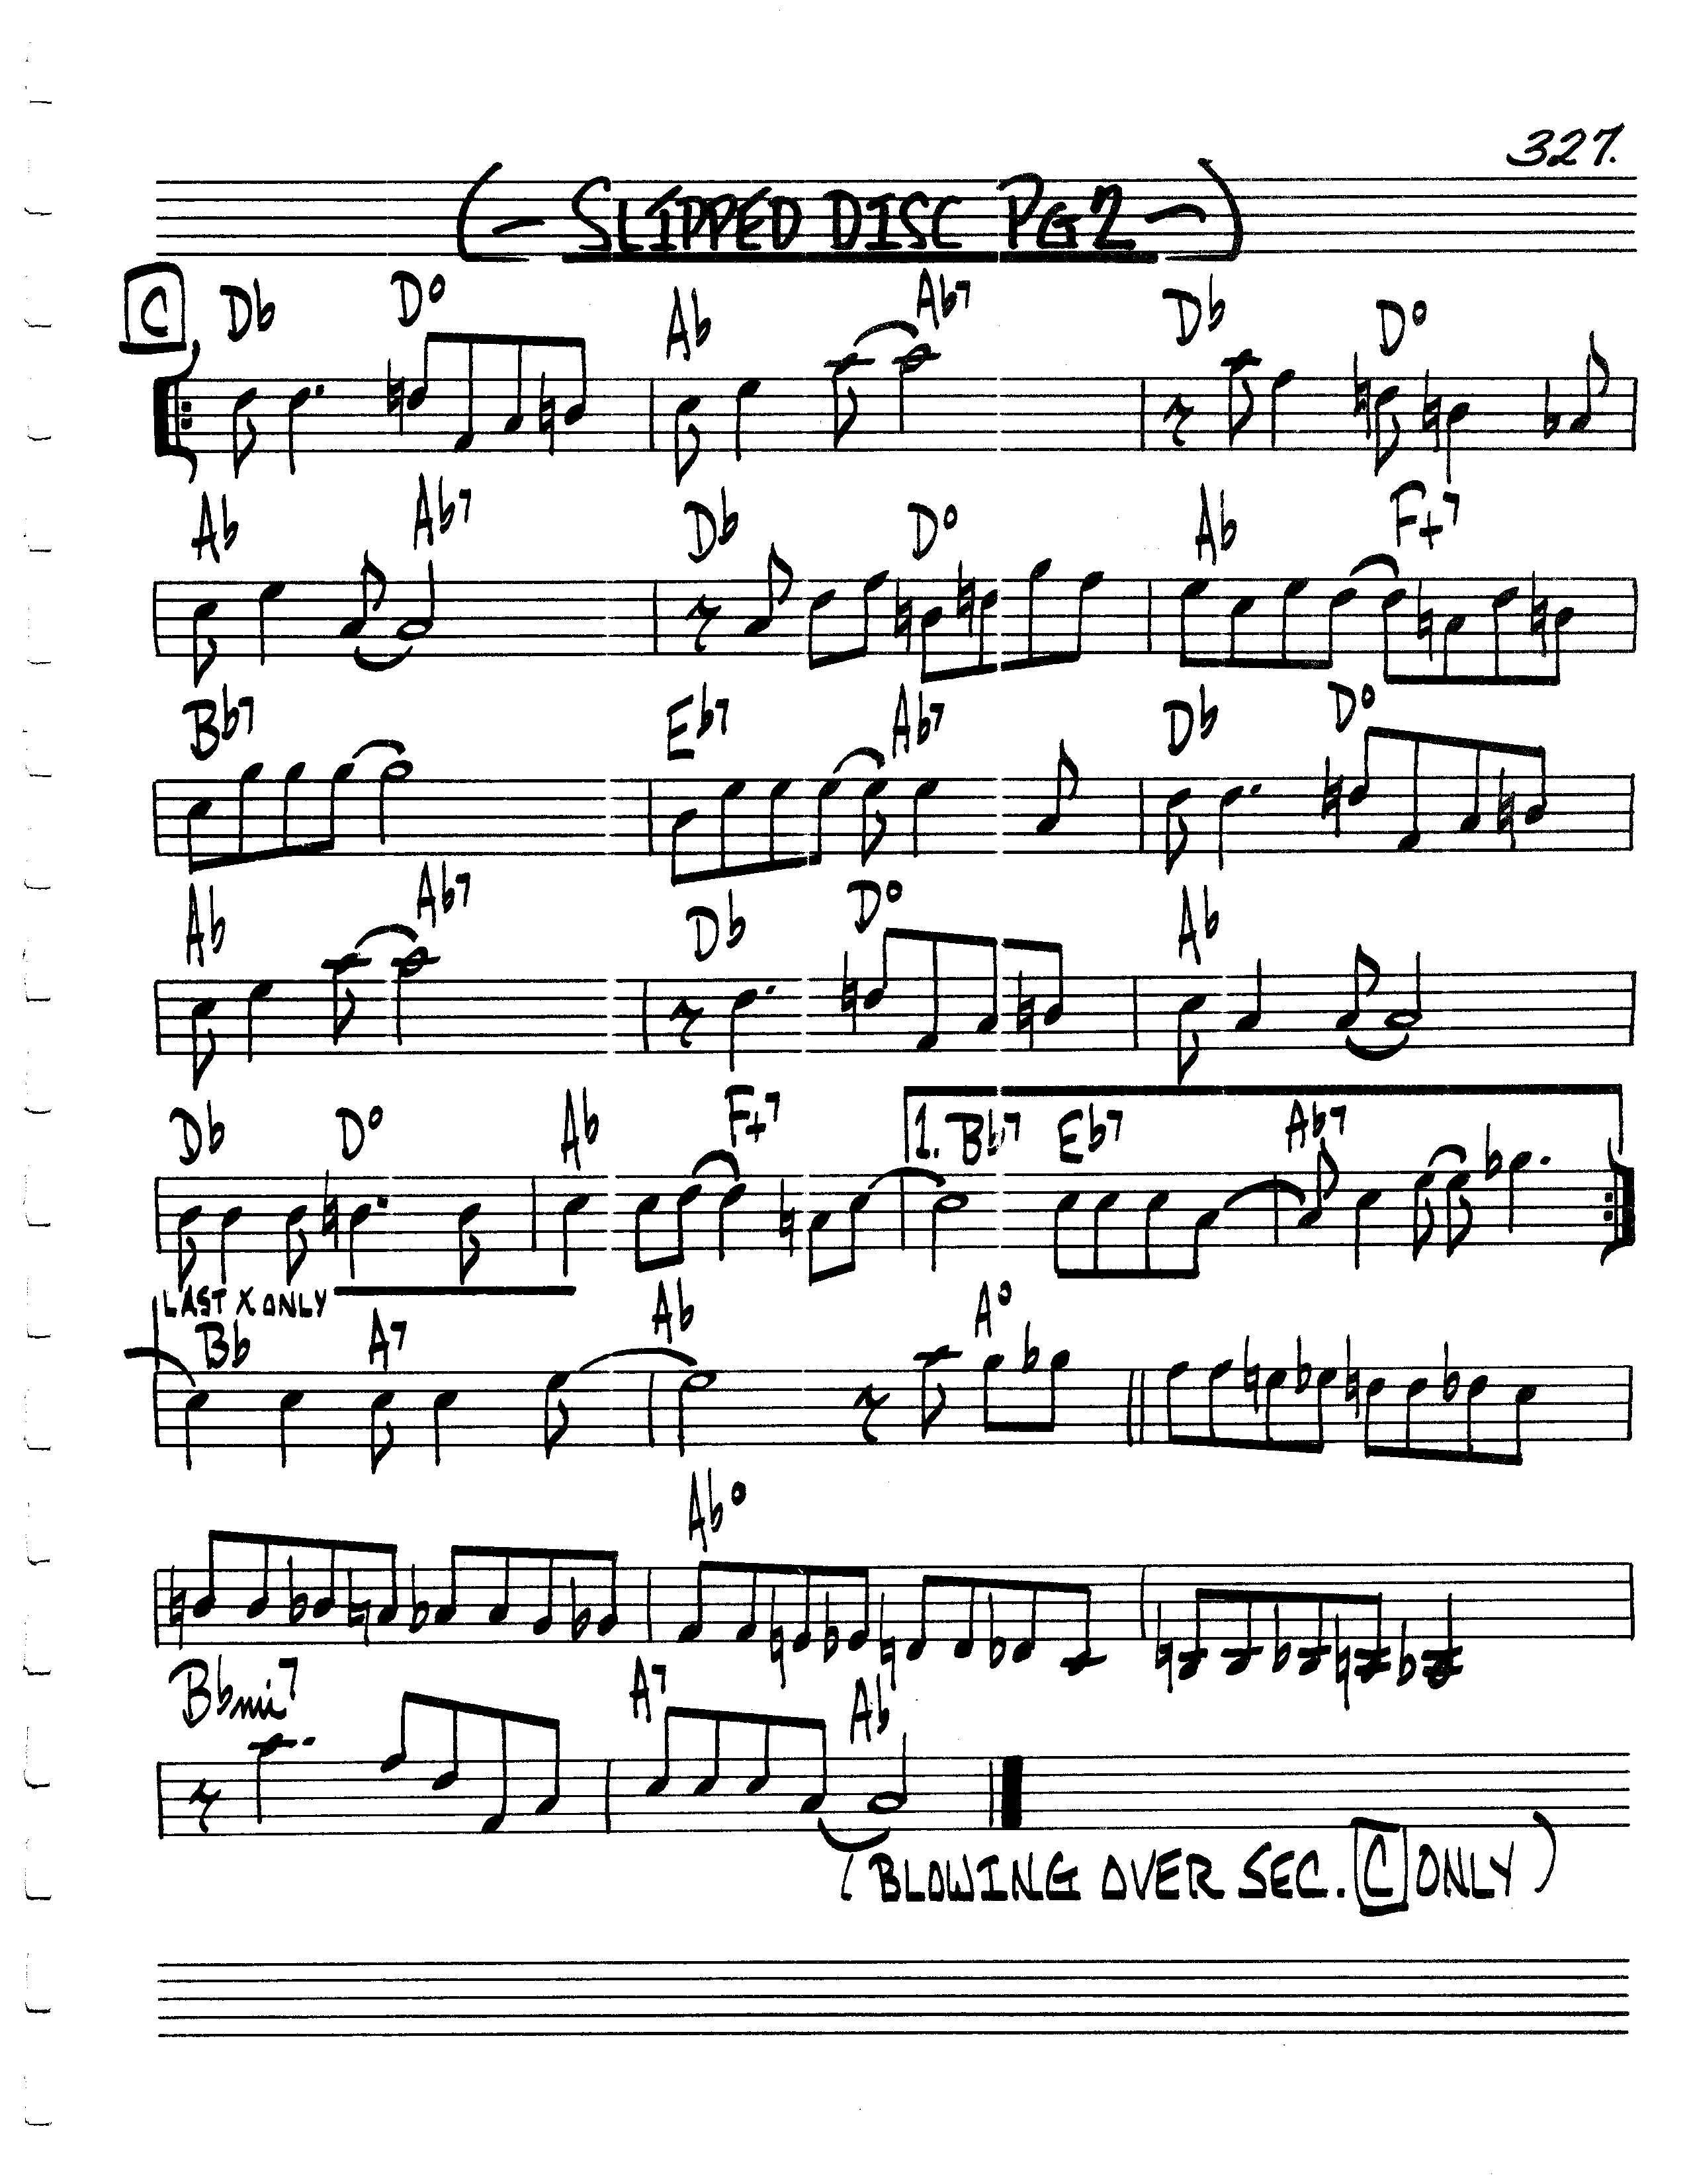 327.
(- SLIPPED DISC PG2 -)
C Db D° Ab Ab7 Db D°
Ab Ab7 Db D° Ab F+7
Bb7 Eb7 Ab7 Db D°
Ab Ab7 Db D° Ab
Db D° Ab F+7 1. Bb7 Eb7 Ab7
LAST X ONLY
Bb A7 Ab A°
Ab°
Bbmi7 A7 Ab
(BLOWING OVER SEC. C ONLY)